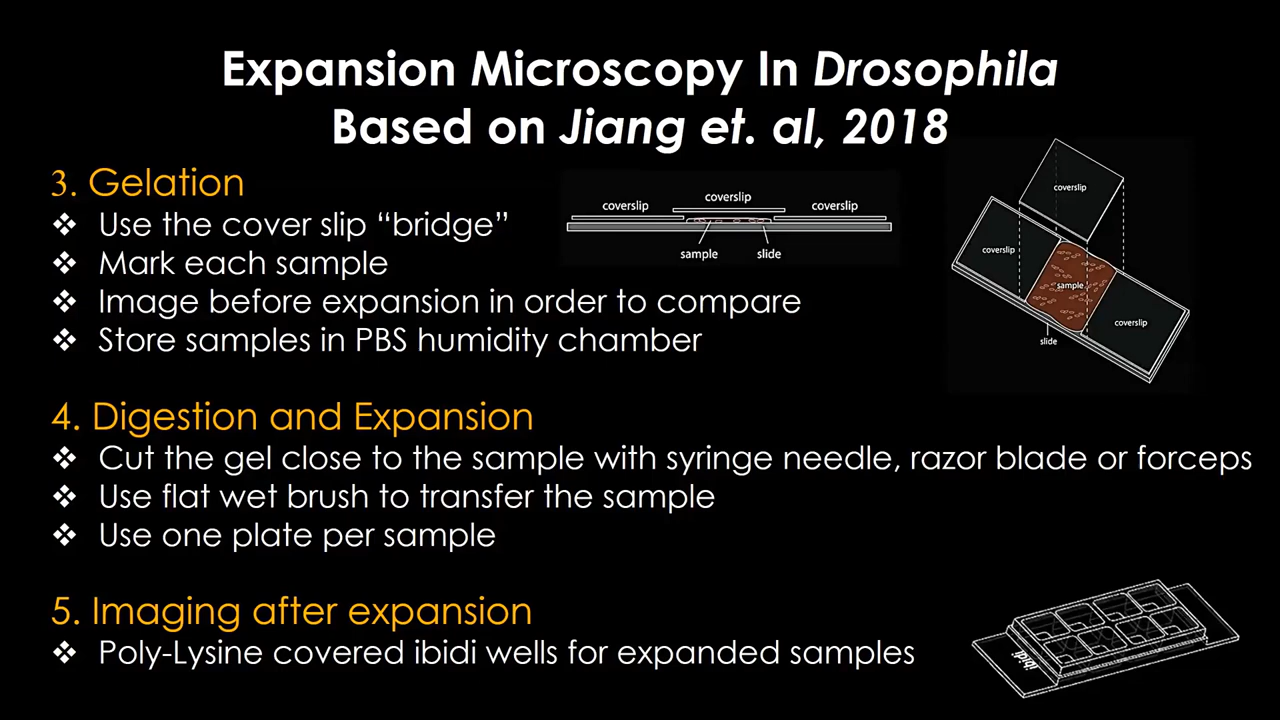 Expansion Microscopy In Drosophila
Based on Jiang et. al, 2018
3. Gelation
❖ Use the cover slip “bridge”
❖ Mark each sample
❖ Image before expansion in order to compare
❖ Store samples in PBS humidity chamber
coverslip
coverslip
coverslip
sample
slide
coverslip
coverslip
sample
coverslip
slide
4. Digestion and Expansion
❖ Cut the gel close to the sample with syringe needle, razor blade or forceps
❖ Use flat wet brush to transfer the sample
❖ Use one plate per sample
5. Imaging after expansion
❖ Poly-Lysine covered ibidi wells for expanded samples
ibidi